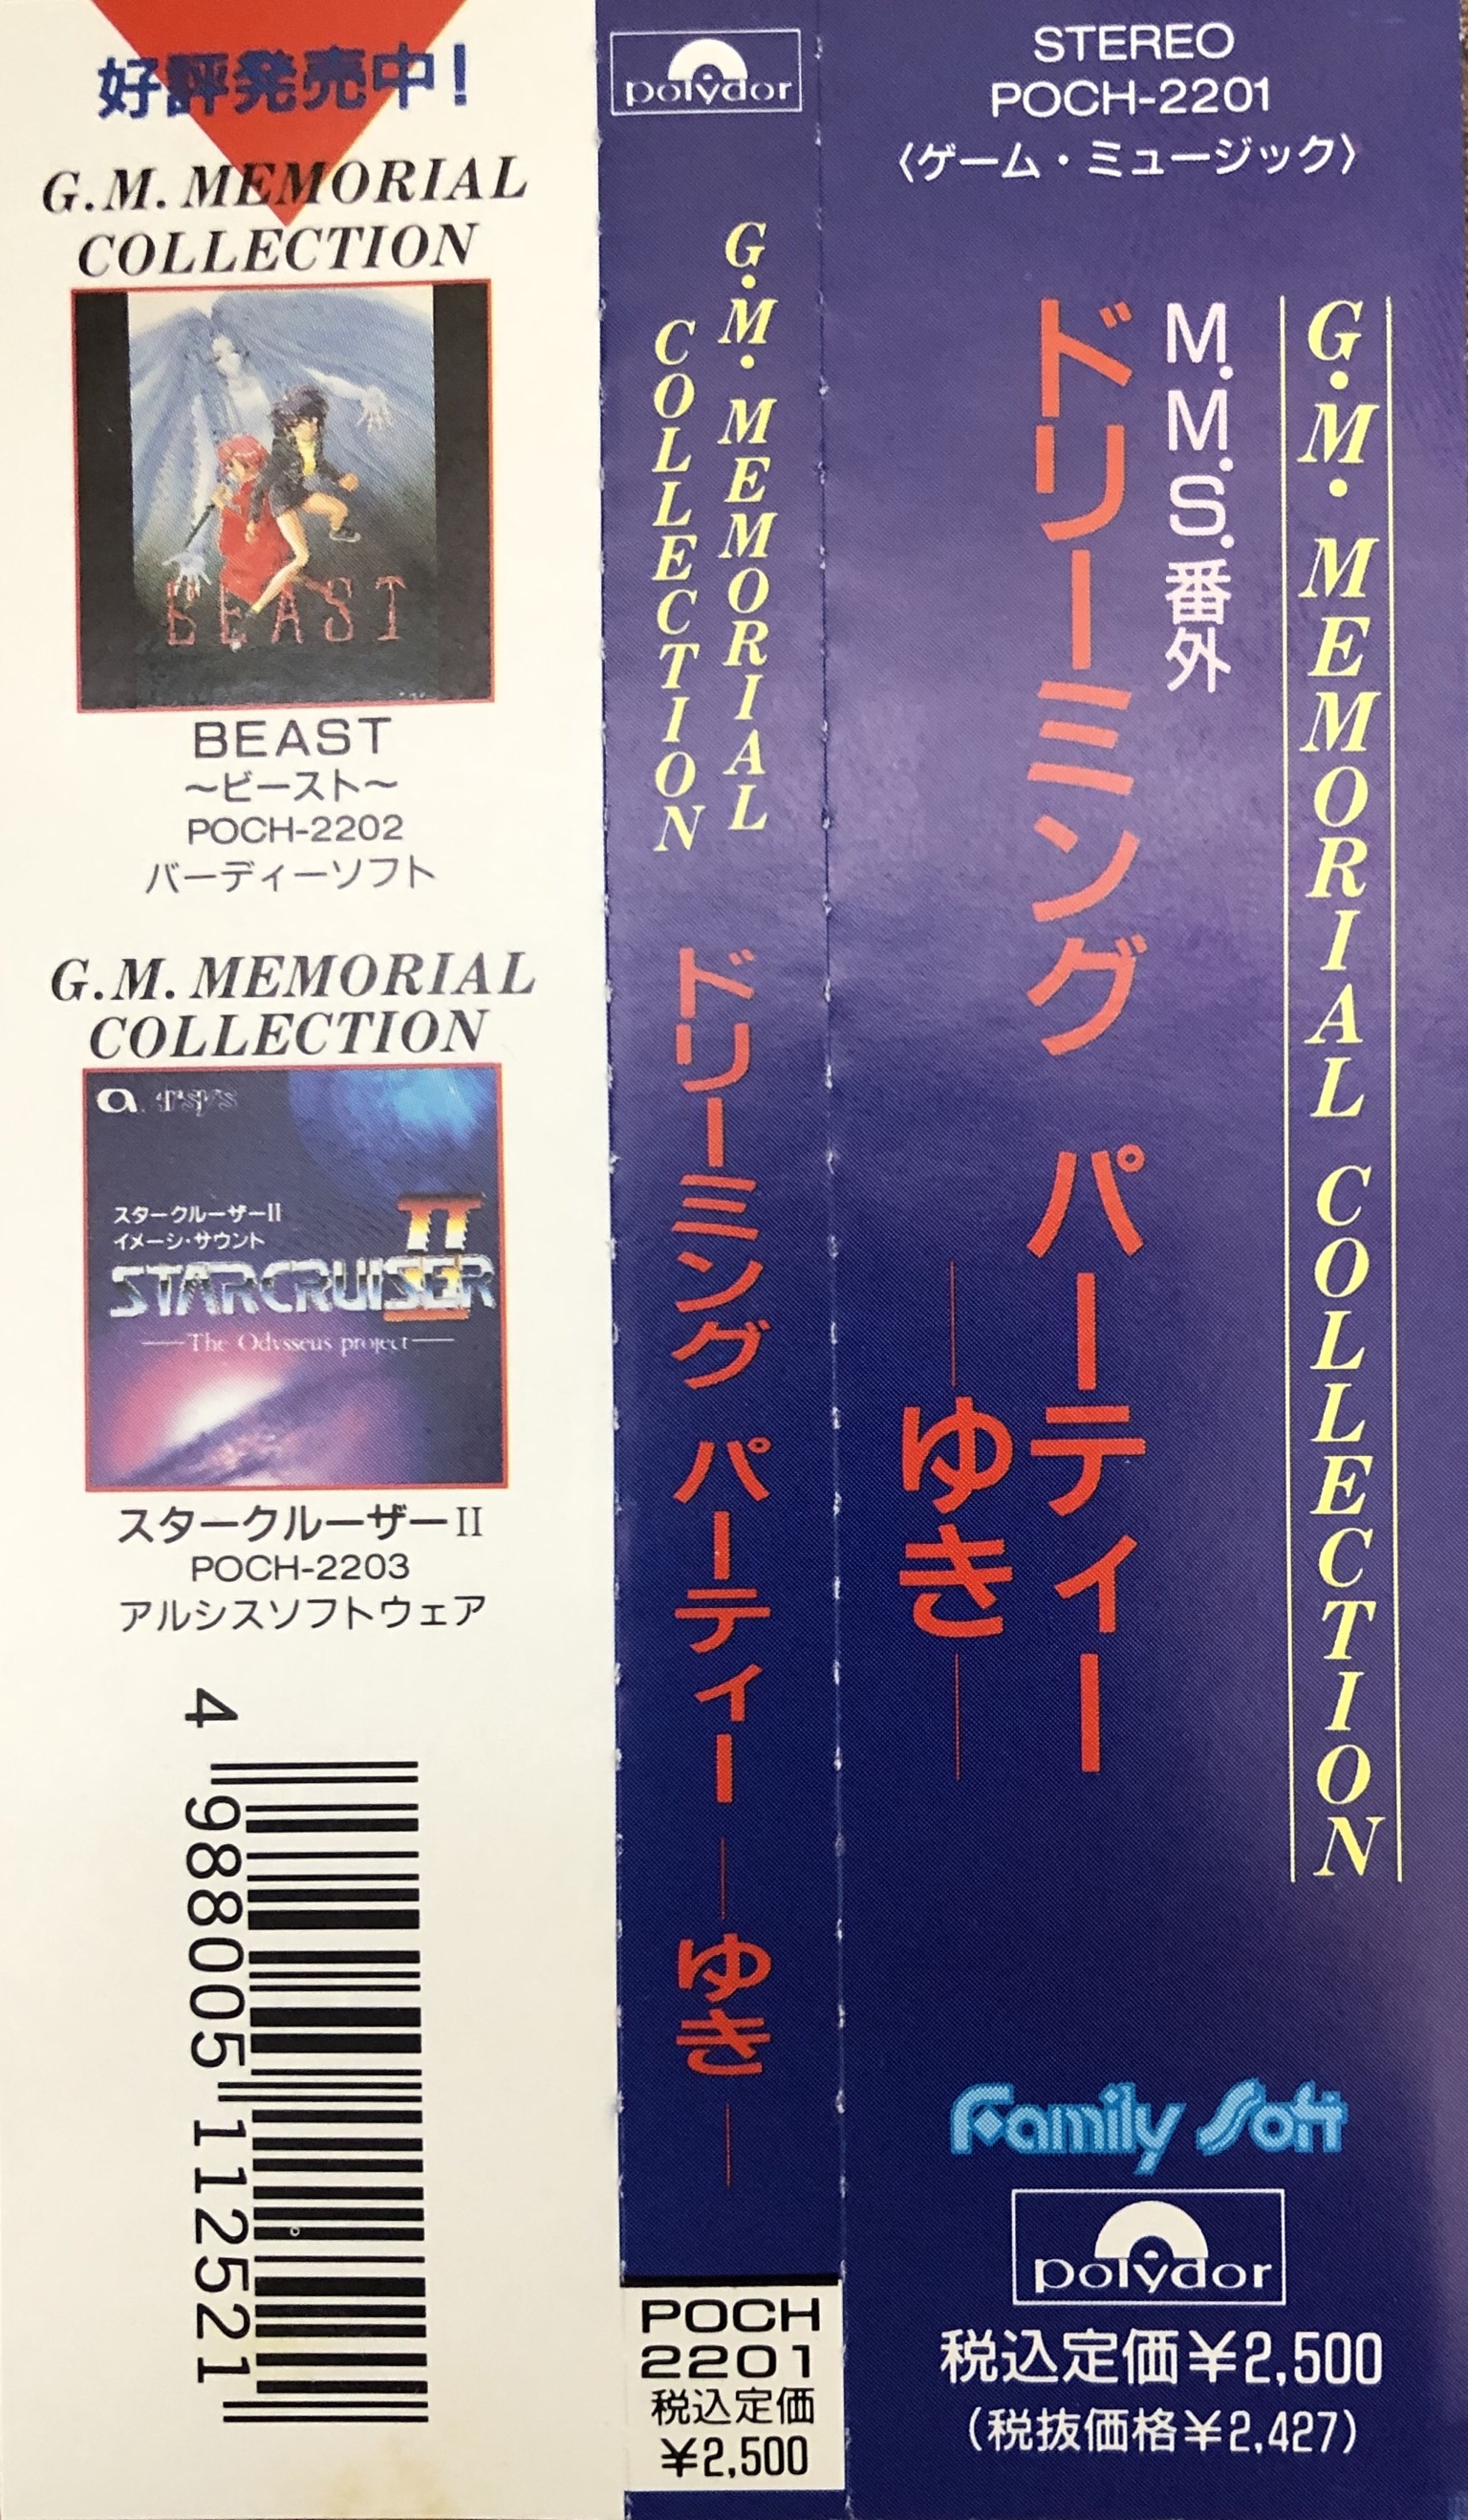 好評発売中!
G.M. MEMORIAL
COLLECTION
BEAST
BEAST
〜ビースト〜
POCH-2202
バーディーソフト
G.M. MEMORIAL
COLLECTION
a. rsys
スタークルーザーII
イメージ・サウンド
STARCRUISER II
The Odysseus project
スタークルーザーII
POCH-2203
アルシスソフトウェア
4 988005 112521
polydor
G.M. MEMORIAL
COLLECTION
ドリーミング パーティー
—ゆき—
POCH
2201
税込定価
¥2,500
STEREO
POCH-2201
〈ゲーム・ミュージック〉
G.M. MEMORIAL COLLECTION
M.M.S.番外
ドリーミング パーティー
—ゆき—
Family Soft
polydor
税込定価¥2,500
(税抜価格¥2,427)